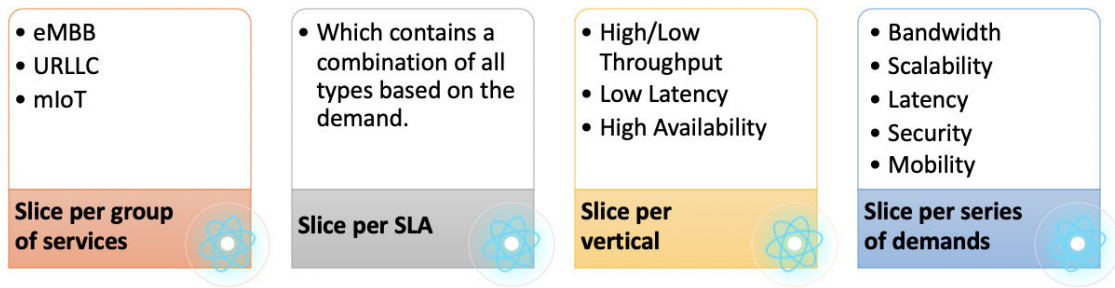 • eMBB
• URLLC
• mIoT
Slice per group
of services
• Which contains a
combination of all
types based on the
demand.
Slice per SLA
• High/Low
Throughput
• Low Latency
• High Availability
Slice per
vertical
• Bandwidth
• Scalability
• Latency
• Security
• Mobility
Slice per series
of demands